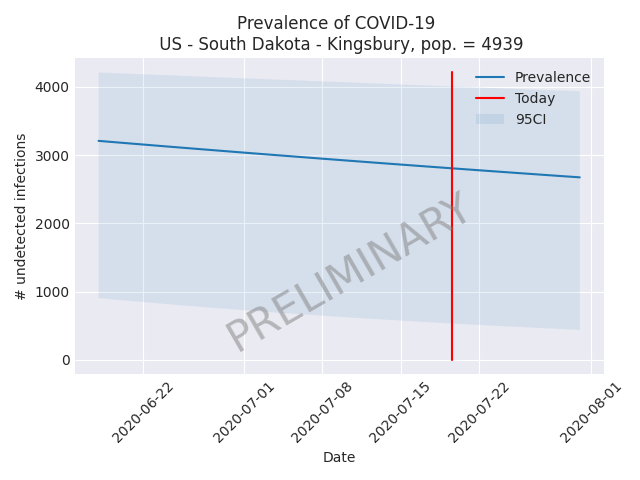 Prevalence of COVID-19
US - South Dakota - Kingsbury, pop. = 4939
Prevalence
Today
95CI
4000
3000
2000
1000
0
# undetected infections
PRELIMINARY
2020-06-22
2020-07-01
2020-07-08
2020-07-15
2020-07-22
2020-08-01
Date